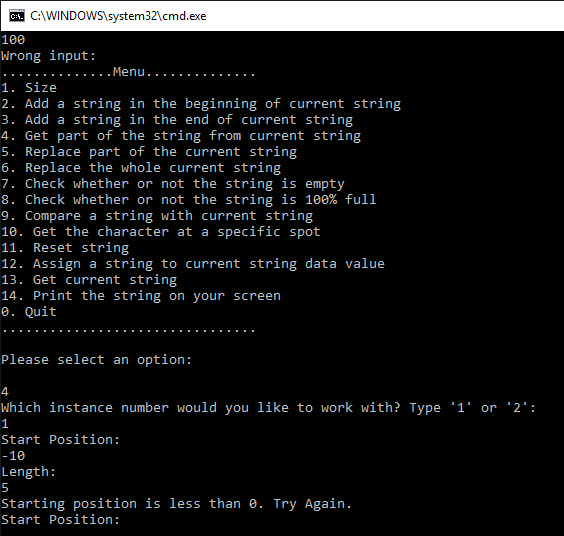 C:\WINDOWS\system32\cmd.exe
100
Wrong input:
..............Menu..............
1. Size
2. Add a string in the beginning of current string
3. Add a string in the end of current string
4. Get part of the string from current string
5. Replace part of the current string
6. Replace the whole current string
7. Check whether or not the string is empty
8. Check whether or not the string is 100% full
9. Compare a string with current string
10. Get the character at a specific spot
11. Reset string
12. Assign a string to current string data value
13. Get current string
14. Print the string on your screen
0. Quit
................................
Please select an option:
4
Which instance number would you like to work with? Type '1' or '2':
1
Start Position:
-10
Length:
5
Starting position is less than 0. Try Again.
Start Position: